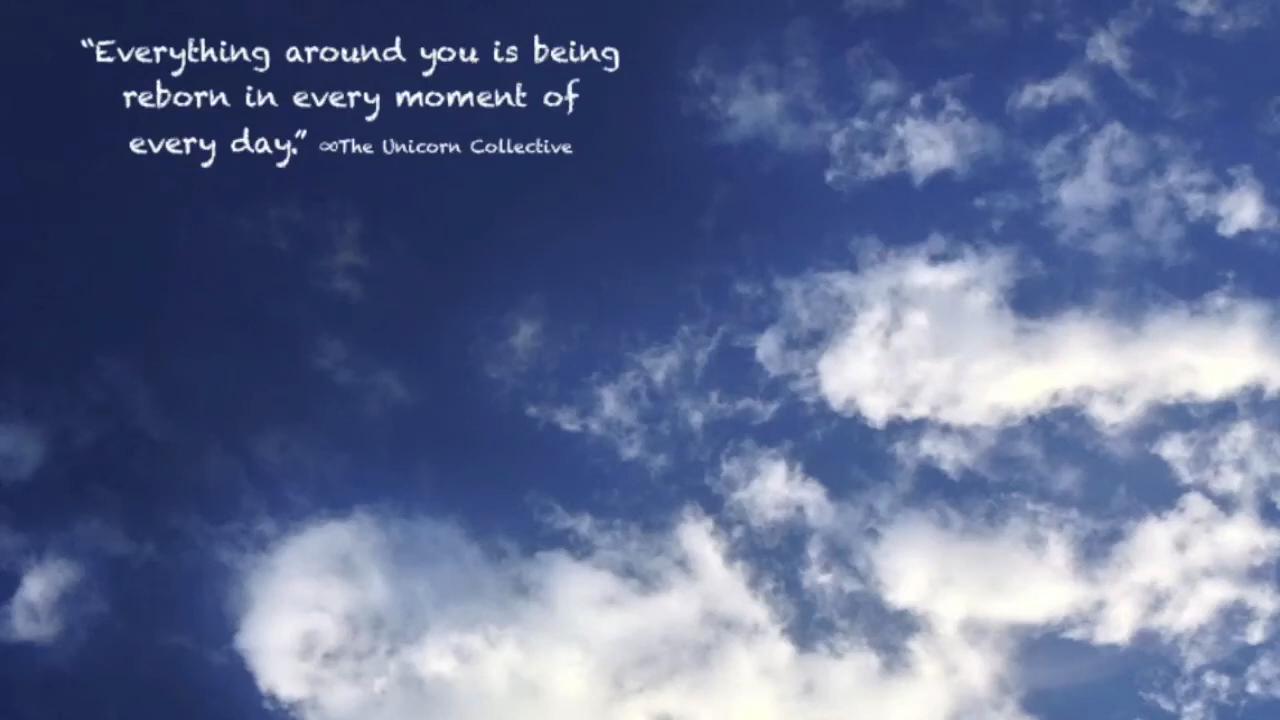 “Everything around you is being
reborn in every moment of
every day.” ∞The Unicorn Collective